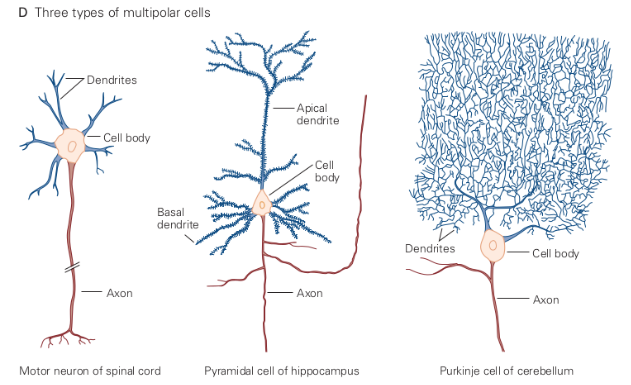 D Three types of multipolar cells
Dendrites
Cell body
Axon
Motor neuron of spinal cord
Apical
dendrite
Cell
body
Basal
dendrite
Axon
Pyramidal cell of hippocampus
Dendrites
Cell body
Axon
Purkinje cell of cerebellum